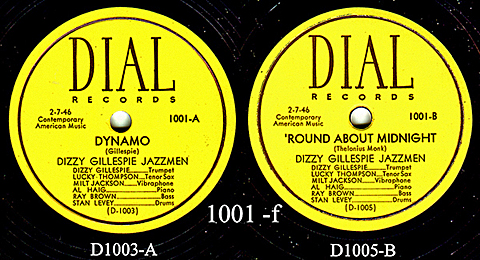 DIAL
RECORDS
2-7-46
Contemporary
American Music
1001-A
DYNAMO
(Gillespie)
DIZZY GILLESPIE JAZZMEN
DIZZY GILLESPIE..........Trumpet
LUCKY THOMPSON....Tenor Sax
MILT JACKSON......Vibraphone
AL HAIG..........Piano
RAY BROWN..........Bass
STAN LEVEY..........Drums
(D-1003)
DIAL
RECORDS
2-7-46
Contemporary
American Music
1001-B
'ROUND ABOUT MIDNIGHT
(Thelonius Monk)
DIZZY GILLESPIE JAZZMEN
DIZZY GILLESPIE..........Trumpet
LUCKY THOMPSON....Tenor Sax
MILT JACKSON......Vibraphone
AL HAIG..........Piano
RAY BROWN..........Bass
STAN LEVEY..........Drums
(D-1005)
1001 -f
D1003-A
D1005-B